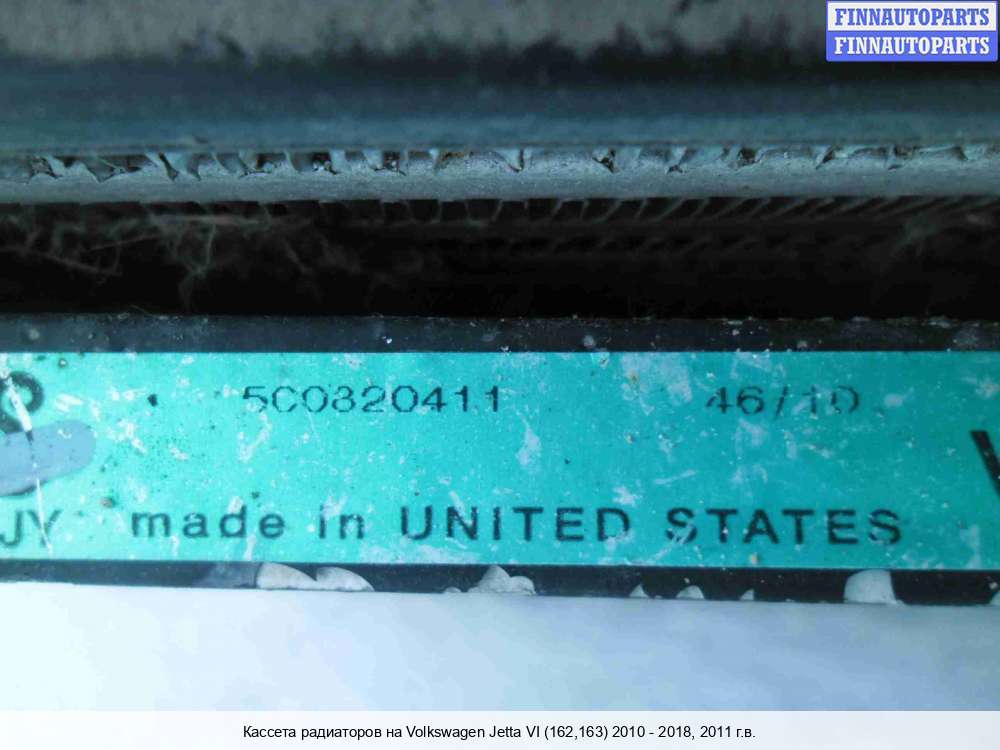 FINNAUTOPARTS
FINNAUTOPARTS
5C0820411 46/10
JY made in UNITED STATES
Кассета радиаторов на Volkswagen Jetta VI (162,163) 2010 - 2018, 2011 г.в.